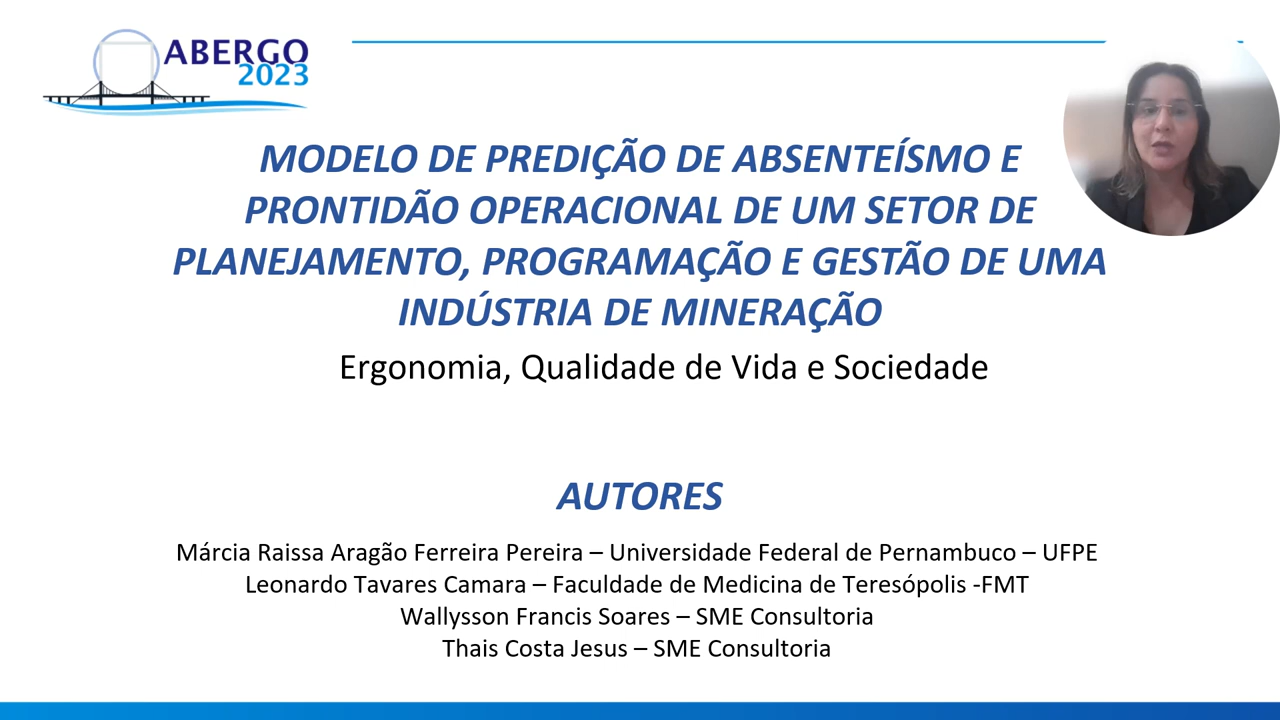 ABERGO
2023
MODELO DE PREDIÇÃO DE ABSENTEÍSMO E
PRONTIDÃO OPERACIONAL DE UM SETOR DE
PLANEJAMENTO, PROGRAMAÇÃO E GESTÃO DE UMA
INDÚSTRIA DE MINERAÇÃO
Ergonomia, Qualidade de Vida e Sociedade
AUTORES
Márcia Raissa Aragão Ferreira Pereira – Universidade Federal de Pernambuco – UFPE
Leonardo Tavares Camara – Faculdade de Medicina de Teresópolis -FMT
Wallysson Francis Soares – SME Consultoria
Thais Costa Jesus – SME Consultoria